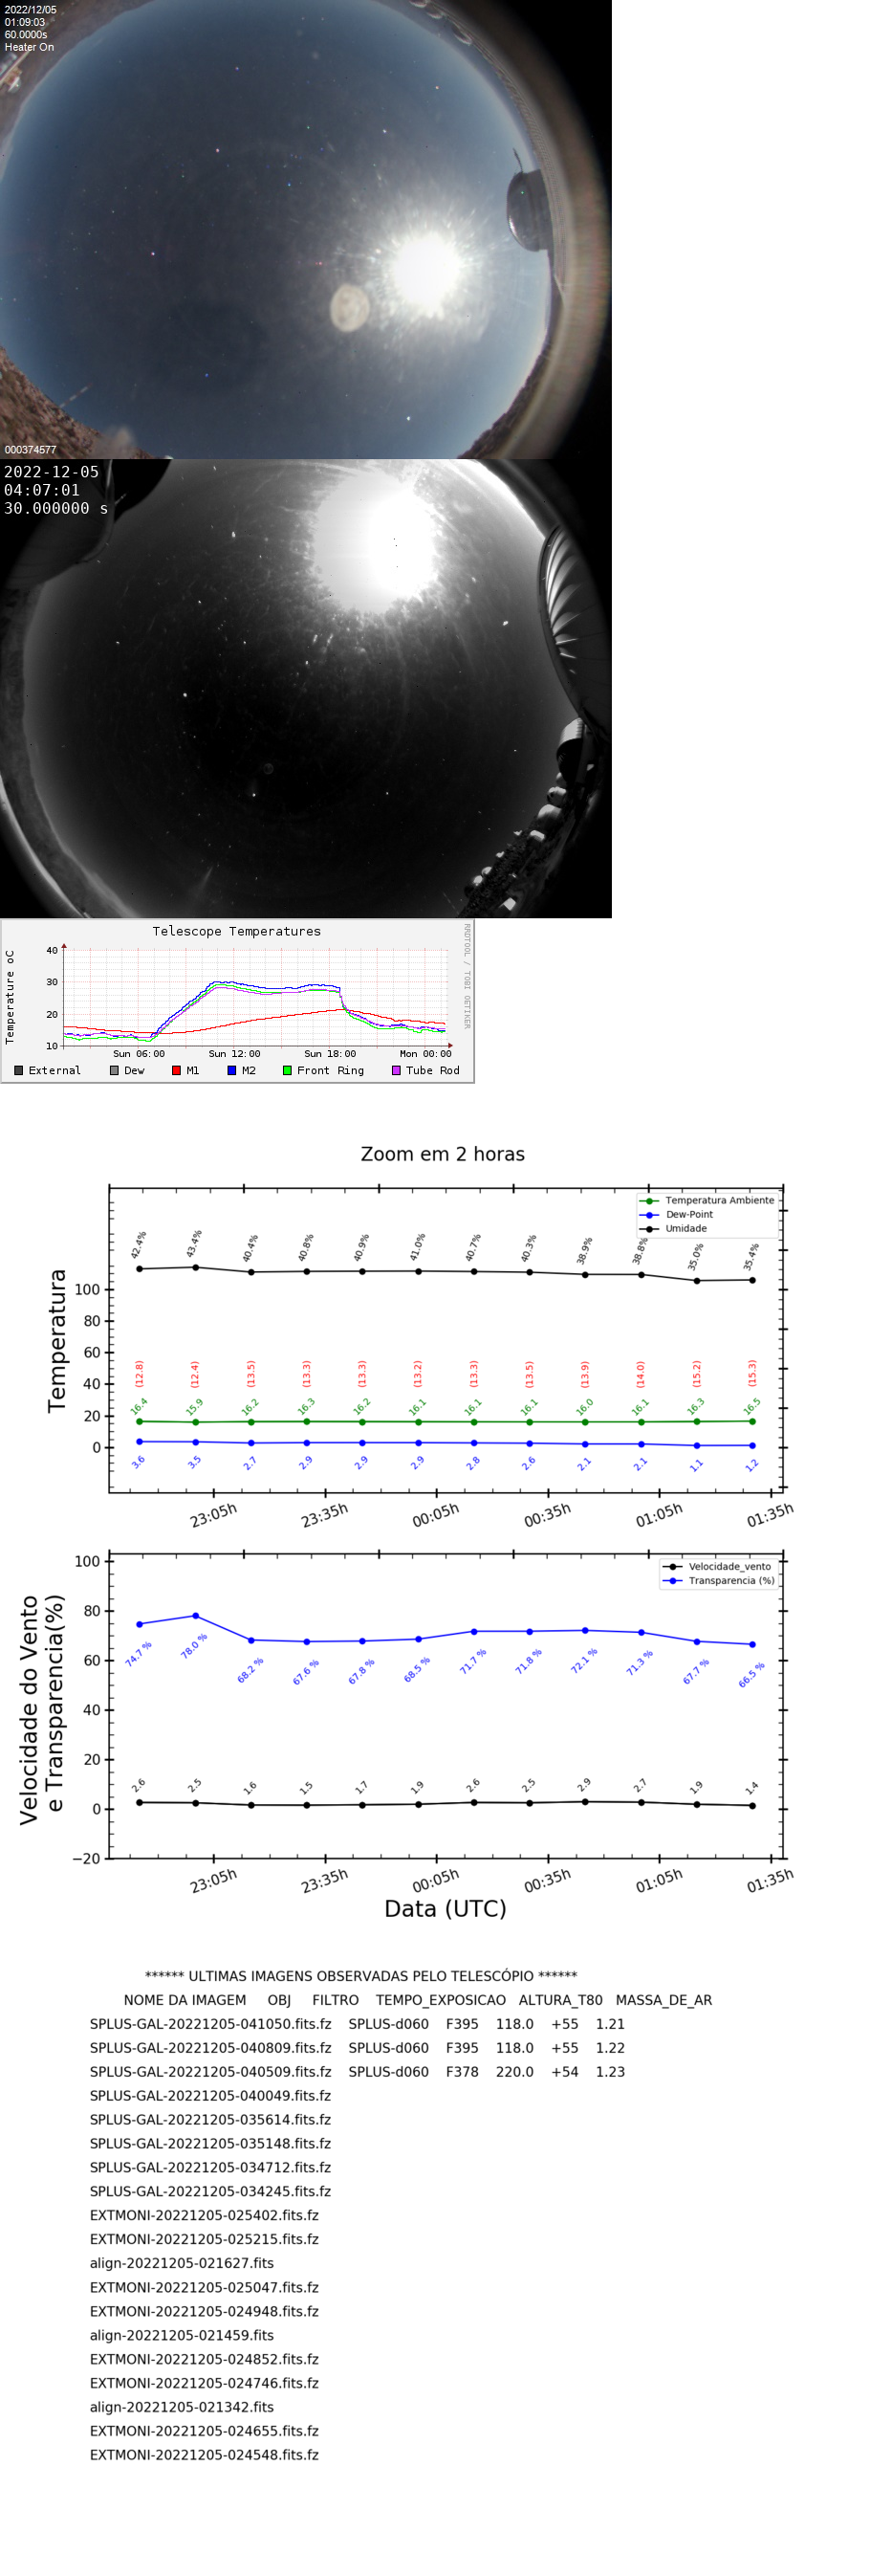 2022/12/05
01:09:03
60.0000s
Heater On
000374577
2022-12-05
04:07:01
30.000000 s
Telescope Temperatures
RRDTOOL / TOBI OETIKER
Temperature oC
40
30
20
10
Sun 06:00 Sun 12:00 Sun 18:00 Mon 00:00
External Dew M1 M2 Front Ring Tube Rod
Zoom em 2 horas
Temperatura Ambiente
Dew-Point
Umidade
42.4% 43.4% 40.4% 40.8% 40.9% 41.0% 40.7% 40.3% 38.9% 38.8% 35.0% 35.4%
Temperatura
100
80
60
40
20
0
(12.8) (12.4) (13.5) (13.3) (13.3) (13.2) (13.3) (13.5) (13.9) (14.0) (15.2) (15.3)
16.4 15.9 16.2 16.3 16.2 16.1 16.1 16.1 16.0 16.1 16.3 16.5
3.6 3.5 2.7 2.9 2.9 2.9 2.8 2.6 2.1 2.1 1.1 1.2
23:05h 23:35h 00:05h 00:35h 01:05h 01:35h
Velocidade_vento
Transparencia (%)
Velocidade do Vento
e Transparencia(%)
100
80
60
40
20
0
−20
74.7 % 78.0 % 68.2 % 67.6 % 67.8 % 68.5 % 71.7 % 71.8 % 72.1 % 71.3 % 67.7 % 66.5 %
2.6 2.5 1.6 1.5 1.7 1.9 2.6 2.5 2.9 2.7 1.9 1.4
23:05h 23:35h 00:05h 00:35h 01:05h 01:35h
Data (UTC)
****** ULTIMAS IMAGENS OBSERVADAS PELO TELESCÓPIO ******
NOME DA IMAGEM OBJ FILTRO TEMPO_EXPOSICAO ALTURA_T80 MASSA_DE_AR
SPLUS-GAL-20221205-041050.fits.fz SPLUS-d060 F395 118.0 +55 1.21
SPLUS-GAL-20221205-040809.fits.fz SPLUS-d060 F395 118.0 +55 1.22
SPLUS-GAL-20221205-040509.fits.fz SPLUS-d060 F378 220.0 +54 1.23
SPLUS-GAL-20221205-040049.fits.fz
SPLUS-GAL-20221205-035614.fits.fz
SPLUS-GAL-20221205-035148.fits.fz
SPLUS-GAL-20221205-034712.fits.fz
SPLUS-GAL-20221205-034245.fits.fz
EXTMONI-20221205-025402.fits.fz
EXTMONI-20221205-025215.fits.fz
align-20221205-021627.fits
EXTMONI-20221205-025047.fits.fz
EXTMONI-20221205-024948.fits.fz
align-20221205-021459.fits
EXTMONI-20221205-024852.fits.fz
EXTMONI-20221205-024746.fits.fz
align-20221205-021342.fits
EXTMONI-20221205-024655.fits.fz
EXTMONI-20221205-024548.fits.fz